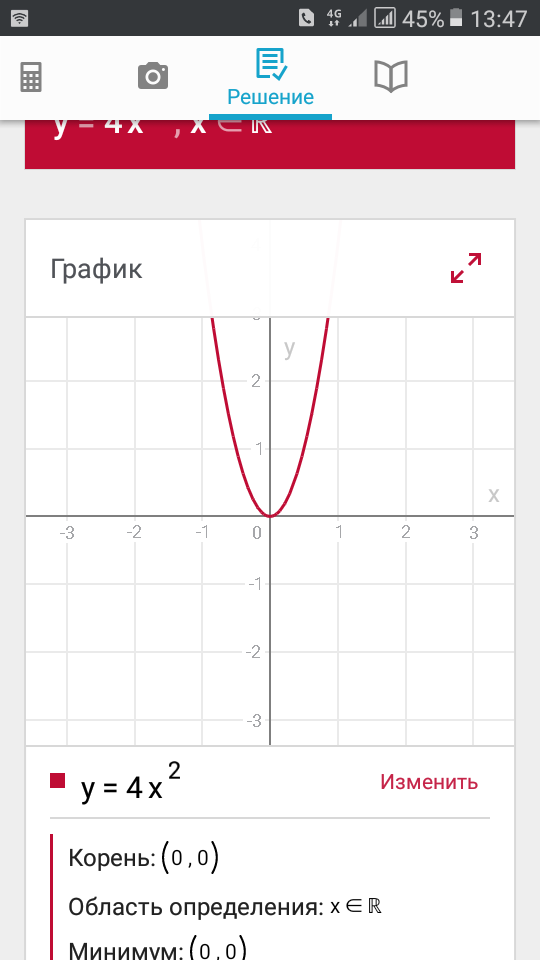 4G 45% 13:47
Решение
y = 4x , x ∈ ℝ
График
y
2
1
x
-3 -2 -1 0 1 2 3
-1
-2
-3
y = 4x² Изменить
Корень: (0 , 0)
Область определения: x ∈ ℝ
Минимум: (0 , 0)